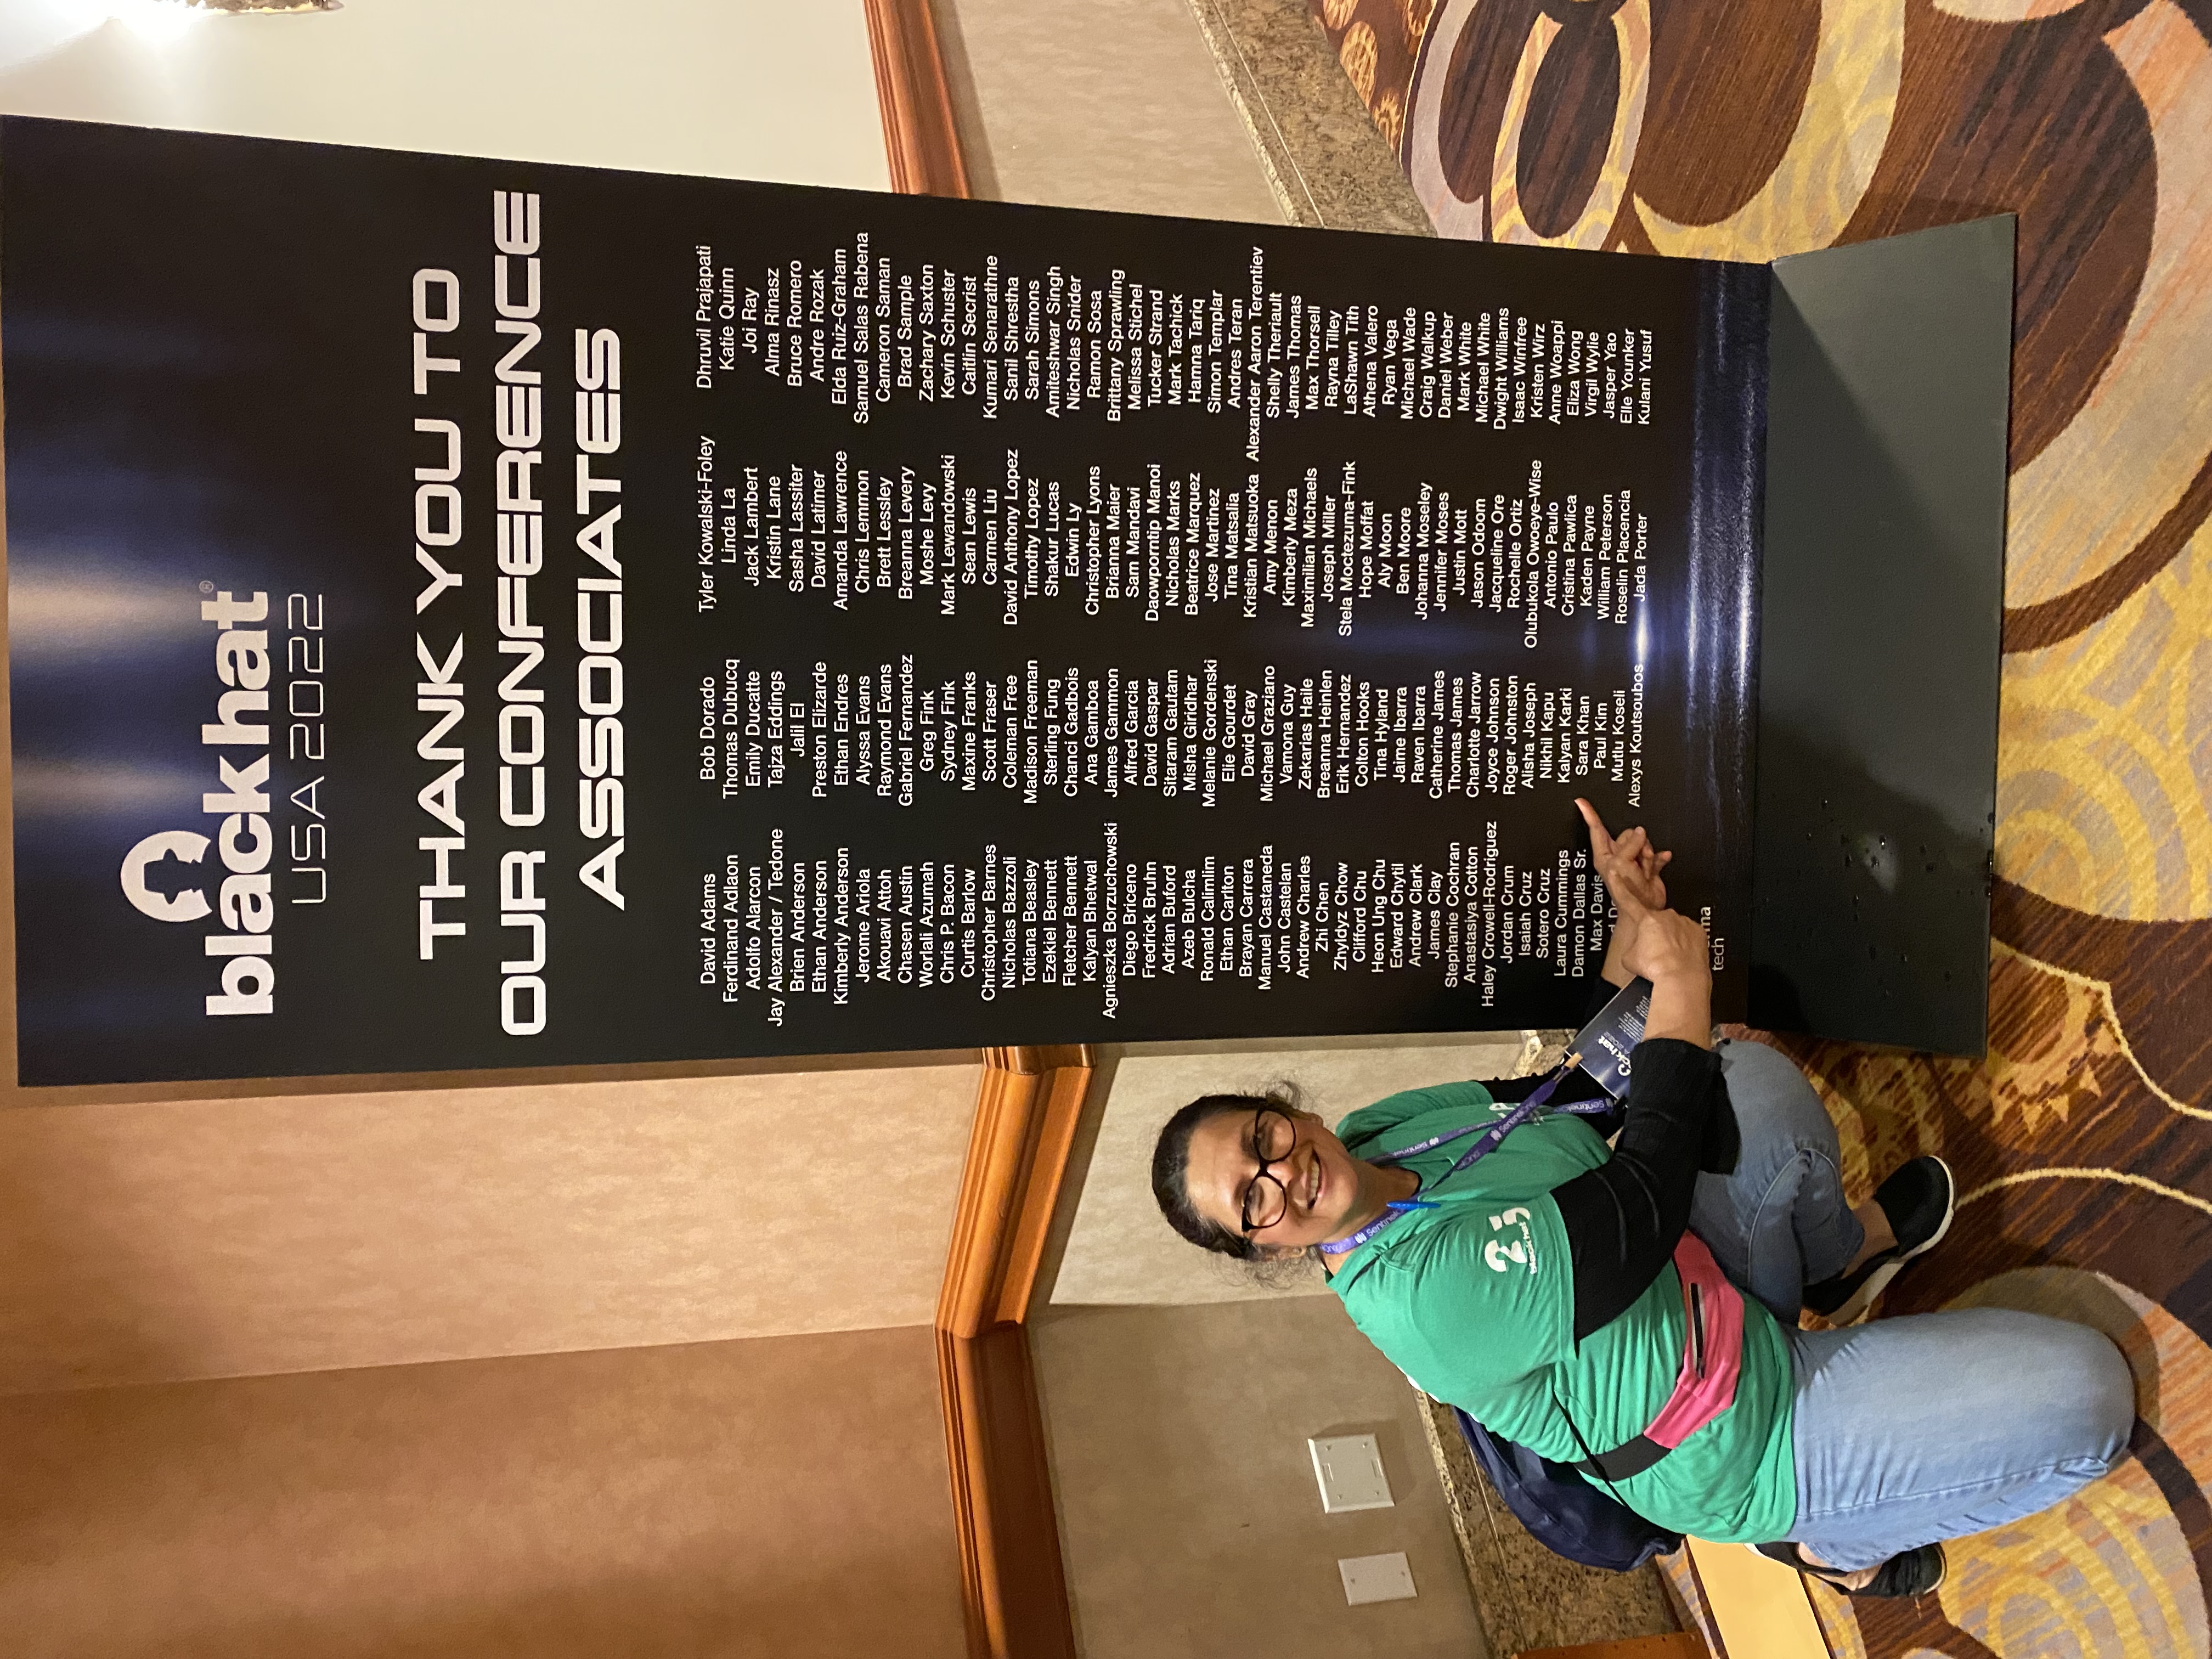 blackhat®
USA 2022
THANK YOU TO
OUR CONFERENCE
ASSOCIATES
David Adams
Ferdinand Adlaon
Adolfo Alarcon
Jay Alexander / Tedone
Brien Anderson
Ethan Anderson
Kimberly Anderson
Jerome Ariola
Akouavi Attoh
Chasen Austin
Worlali Azumah
Chris P. Bacon
Curtis Barlow
Christopher Barnes
Nicholas Bazzoli
Totiana Beasley
Ezekiel Bennett
Fletcher Bennett
Kalyan Bhetwal
Agnieszka Borzuchowski
Diego Briceno
Fredrick Bruhn
Adrian Buford
Azeb Bulcha
Ronald Calimlim
Ethan Carlton
Brayan Carrera
Manuel Castaneda
John Castelan
Andrew Charles
Zhi Chen
Zhyldyz Chow
Clifford Chu
Heon Ung Chu
Edward Chytil
Andrew Clark
James Clay
Stephanie Cochran
Anastasiya Cotton
Haley Crowell-Rodriguez
Jordan Crum
Isaiah Cruz
Sotero Cruz
Laura Cummings
Damon Dallas Sr.
Max Davis
Bob Dorado
Thomas Dubucq
Emily Ducatte
Tajzza Eddings
Jalil El
Preston Elizarde
Ethan Endres
Alyssa Evans
Raymond Evans
Gabriel Fernandez
Greg Fink
Sydney Fink
Maxine Franks
Scott Fraser
Coleman Free
Madison Freeman
Sterling Fung
Chanci Gadbois
Ana Gamboa
James Gammon
Alfred Garcia
David Gaspar
Sitaram Gautam
Misha Giridhar
Melanie Gordenski
Elie Gourdet
David Gray
Michael Graziano
Vamona Guy
Zekarias Haile
Breanna Heinlen
Erik Hernandez
Colton Hooks
Tina Hyland
Jaime Ibarra
Raven Ibarra
Catherine James
Thomas James
Charlotte Jarrow
Joyce Johnson
Roger Johnston
Alisha Joseph
Nikhil Kapu
Kalyan Karki
Sara Khan
Paul Kim
Mutlu Koseli
Alexys Koutsoubos
Tyler Kowalski-Foley
Linda La
Jack Lambert
Kristin Lane
Sasha Lassiter
David Latimer
Amanda Lawrence
Chris Lemmon
Brett Lessley
Breanna Levery
Moshe Levy
Mark Lewandowski
Sean Lewis
Carmen Liu
David Anthony Lopez
Timothy Lopez
Shakur Lucas
Edwin Ly
Christopher Lyons
Brianna Maier
Sam Mandavi
Daowporntip Manoi
Nicholas Marks
Beatrice Marquez
Jose Martinez
Tina Matsalia
Kristian Matsuoka
Amy Menon
Kimberly Meza
Maximilian Michaels
Joseph Miller
Stela Moctezuma-Fink
Hope Moffat
Aly Moon
Ben Moore
Johanna Moseley
Jennifer Moses
Justin Mott
Jason Odoom
Jacqueline Ore
Rochelle Ortiz
Olubukola Owoeye-Wise
Antonio Paulo
Cristina Pawlica
Kaden Payne
William Peterson
Roselin Placencia
Jada Porter
Dhruvil Prajapati
Katie Quinn
Joi Ray
Alma Rinasz
Bruce Romero
Andre Rozak
Elda Ruiz-Graham
Samuel Salas Rabena
Cameron Saman
Brad Sample
Zachary Saxton
Kevin Schuster
Caitlin Secrist
Kumari Senarathne
Sanil Shrestha
Sarah Simons
Amiteshwar Singh
Nicholas Snider
Ramon Sosa
Brittany Sprawling
Melissa Stichel
Tucker Strand
Mark Tachick
Hamna Tariq
Simon Templar
Andres Teran
Alexander Aaron Terentiev
Shelly Theriault
James Thomas
Max Thorsell
Rayna Tilley
LaShawn Tith
Athena Valero
Ryan Vega
Michael Wade
Craig Walkup
Daniel Weber
Mark White
Michael White
Dwight Williams
Isaac Winfree
Kristen Wirz
Anne Woappi
Eliza Wong
Virgil Wylie
Jasper Yao
Elle Younker
Kulani Yusuf
tech
25
black hat